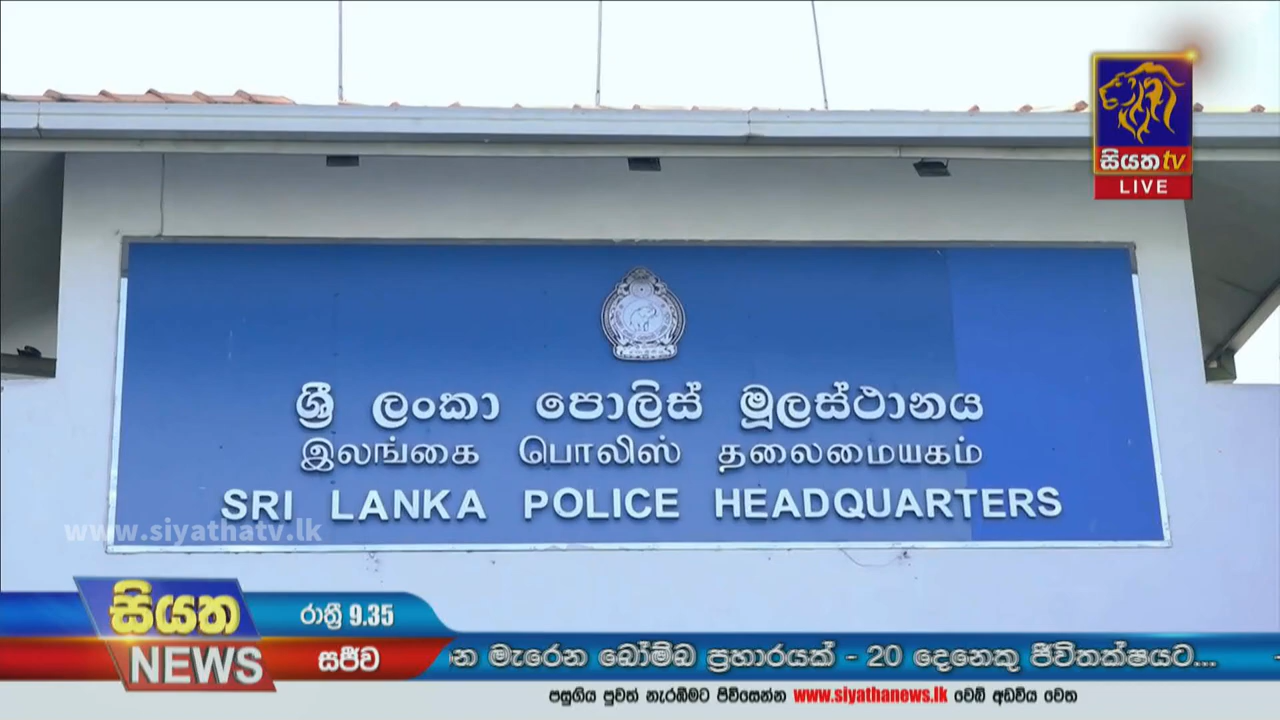 සියත tv
LIVE
ශ්‍රී ලංකා පොලිස් මූලස්ථානය
இலங்கை பொலிஸ் தலைமையகம்
SRI LANKA POLICE HEADQUARTERS
www.siyathatv.lk
සියත
NEWS
රාත්‍රී 9.35
සජීව
මැරෙන බෝම්බ ප්‍රහාරයක් - 20 දෙනෙකු ජීවිතක්ෂයට...
පසුගිය පුවත් නැරඹීමට පිවිසෙන්න www.siyathanews.lk වෙබ් අඩවිය වෙත